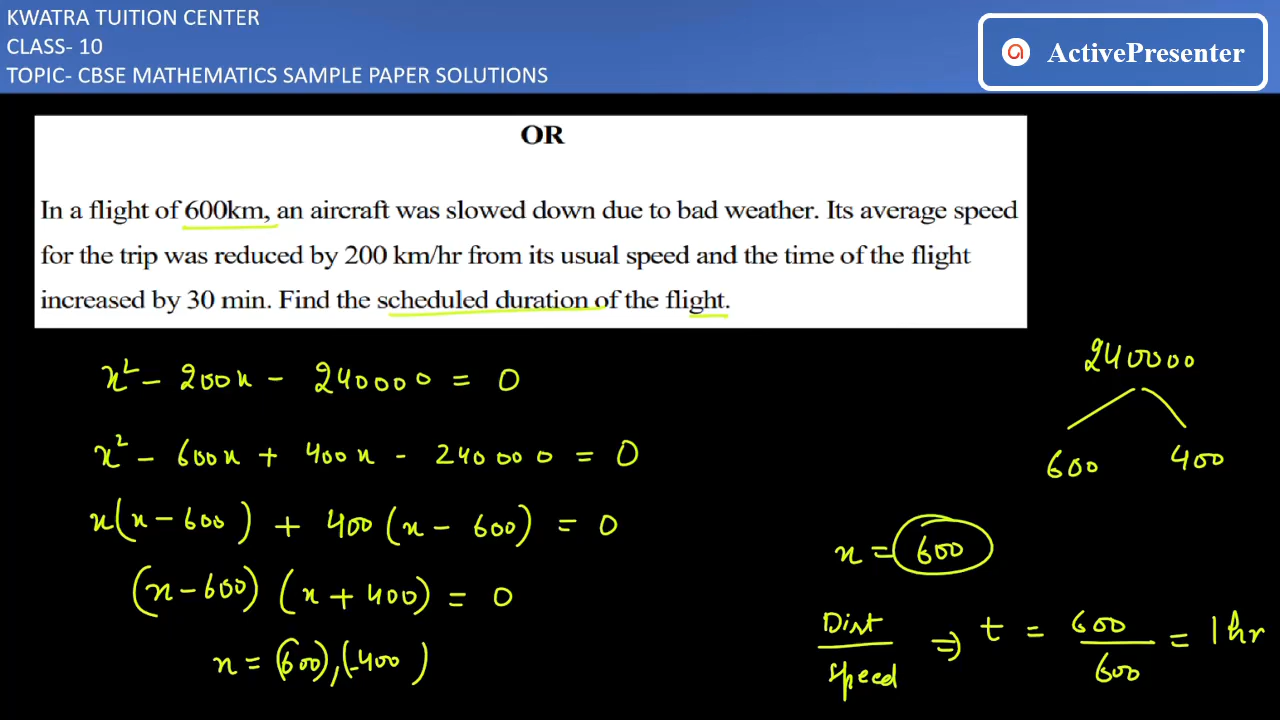 KWATRA TUITION CENTER
CLASS- 10
TOPIC- CBSE MATHEMATICS SAMPLE PAPER SOLUTIONS
ActivePresenter
OR
In a flight of 600km, an aircraft was slowed down due to bad weather. Its average speed
for the trip was reduced by 200 km/hr from its usual speed and the time of the flight
increased by 30 min. Find the scheduled duration of the flight.
x² - 200x - 240000 = 0
x² - 600x + 400x - 240000 = 0
x(x - 600) + 400(x - 600) = 0
(x - 600) (x + 400) = 0
x = (600), (-400)
240000
600 400
x = 600
Dist/Speed ⇒ t = 600/600 = 1 hr